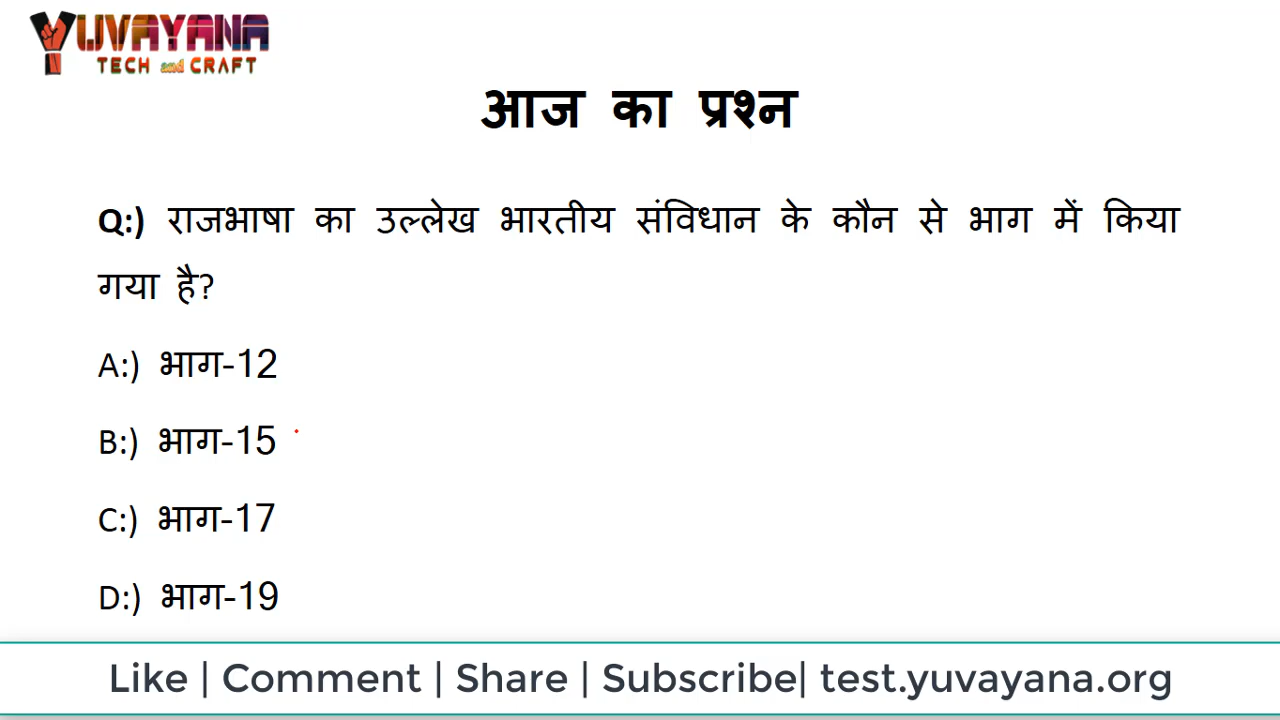 YUVAYANA
TECH and CRAFT
आज का प्रश्न
Q:) राजभाषा का उल्लेख भारतीय संविधान के कौन से भाग में किया
गया है?
A:) भाग-12
B:) भाग-15
C:) भाग-17
D:) भाग-19
Like | Comment | Share | Subscribe| test.yuvayana.org